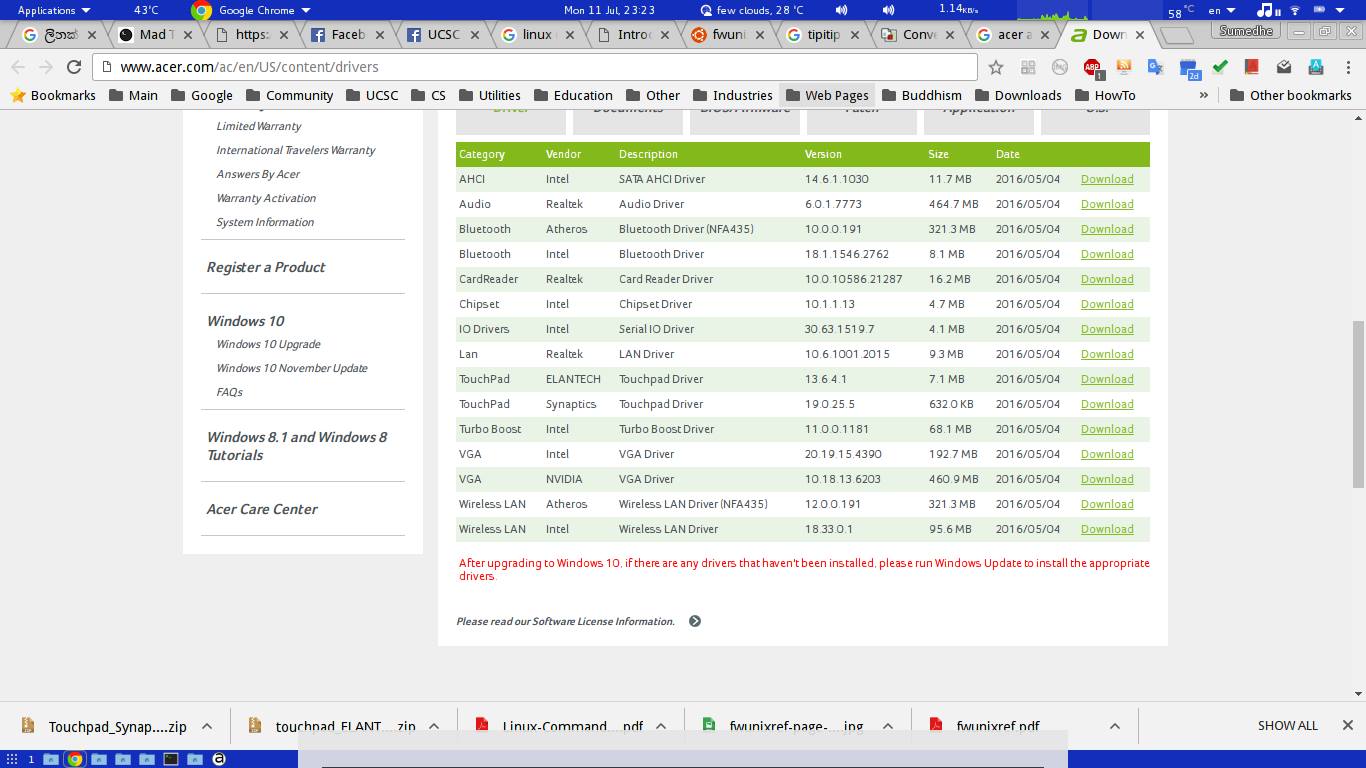 Applications 43°C Google Chrome Mon 11 Jul, 23:23 few clouds, 28 °C 1.14KB/s 58 °C en
Mad T https: Faceb UCSC linux Intro fwuni tipitip Conv acer a Down Sumedhe
www.acer.com/ac/en/US/content/drivers ABP 1 2d
Bookmarks Main Google Community UCSC CS Utilities Education Other Industries Web Pages Buddhism Downloads HowTo » Other bookmarks
Driver Documents BIOS/Firmware Patch Application O.S.
Limited Warranty
International Travelers Warranty
Answers By Acer
Warranty Activation
System Information
Register a Product
Windows 10
Windows 10 Upgrade
Windows 10 November Update
FAQs
Windows 8.1 and Windows 8
Tutorials
Acer Care Center
Category Vendor Description Version Size Date
AHCI Intel SATA AHCI Driver 14.6.1.1030 11.7 MB 2016/05/04 Download
Audio Realtek Audio Driver 6.0.1.7773 464.7 MB 2016/05/04 Download
Bluetooth Atheros Bluetooth Driver (NFA435) 10.0.0.191 321.3 MB 2016/05/04 Download
Bluetooth Intel Bluetooth Driver 18.1.1546.2762 8.1 MB 2016/05/04 Download
CardReader Realtek Card Reader Driver 10.0.10586.21287 16.2 MB 2016/05/04 Download
Chipset Intel Chipset Driver 10.1.1.13 4.7 MB 2016/05/04 Download
IO Drivers Intel Serial IO Driver 30.63.1519.7 4.1 MB 2016/05/04 Download
Lan Realtek LAN Driver 10.6.1001.2015 9.3 MB 2016/05/04 Download
TouchPad ELANTECH Touchpad Driver 13.6.4.1 7.1 MB 2016/05/04 Download
TouchPad Synaptics Touchpad Driver 19.0.25.5 632.0 KB 2016/05/04 Download
Turbo Boost Intel Turbo Boost Driver 11.0.0.1181 68.1 MB 2016/05/04 Download
VGA Intel VGA Driver 20.19.15.4390 192.7 MB 2016/05/04 Download
VGA NVIDIA VGA Driver 10.18.13.6203 460.9 MB 2016/05/04 Download
Wireless LAN Atheros Wireless LAN Driver (NFA435) 12.0.0.191 321.3 MB 2016/05/04 Download
Wireless LAN Intel Wireless LAN Driver 18.33.0.1 95.6 MB 2016/05/04 Download
After upgrading to Windows 10, if there are any drivers that haven't been installed, please run Windows Update to install the appropriate
drivers.
Please read our Software License Information.
Touchpad_Synap....zip touchpad_ELANT....zip Linux-Command....pdf fwunixref-page-....jpg fwunixref.pdf SHOW ALL
1